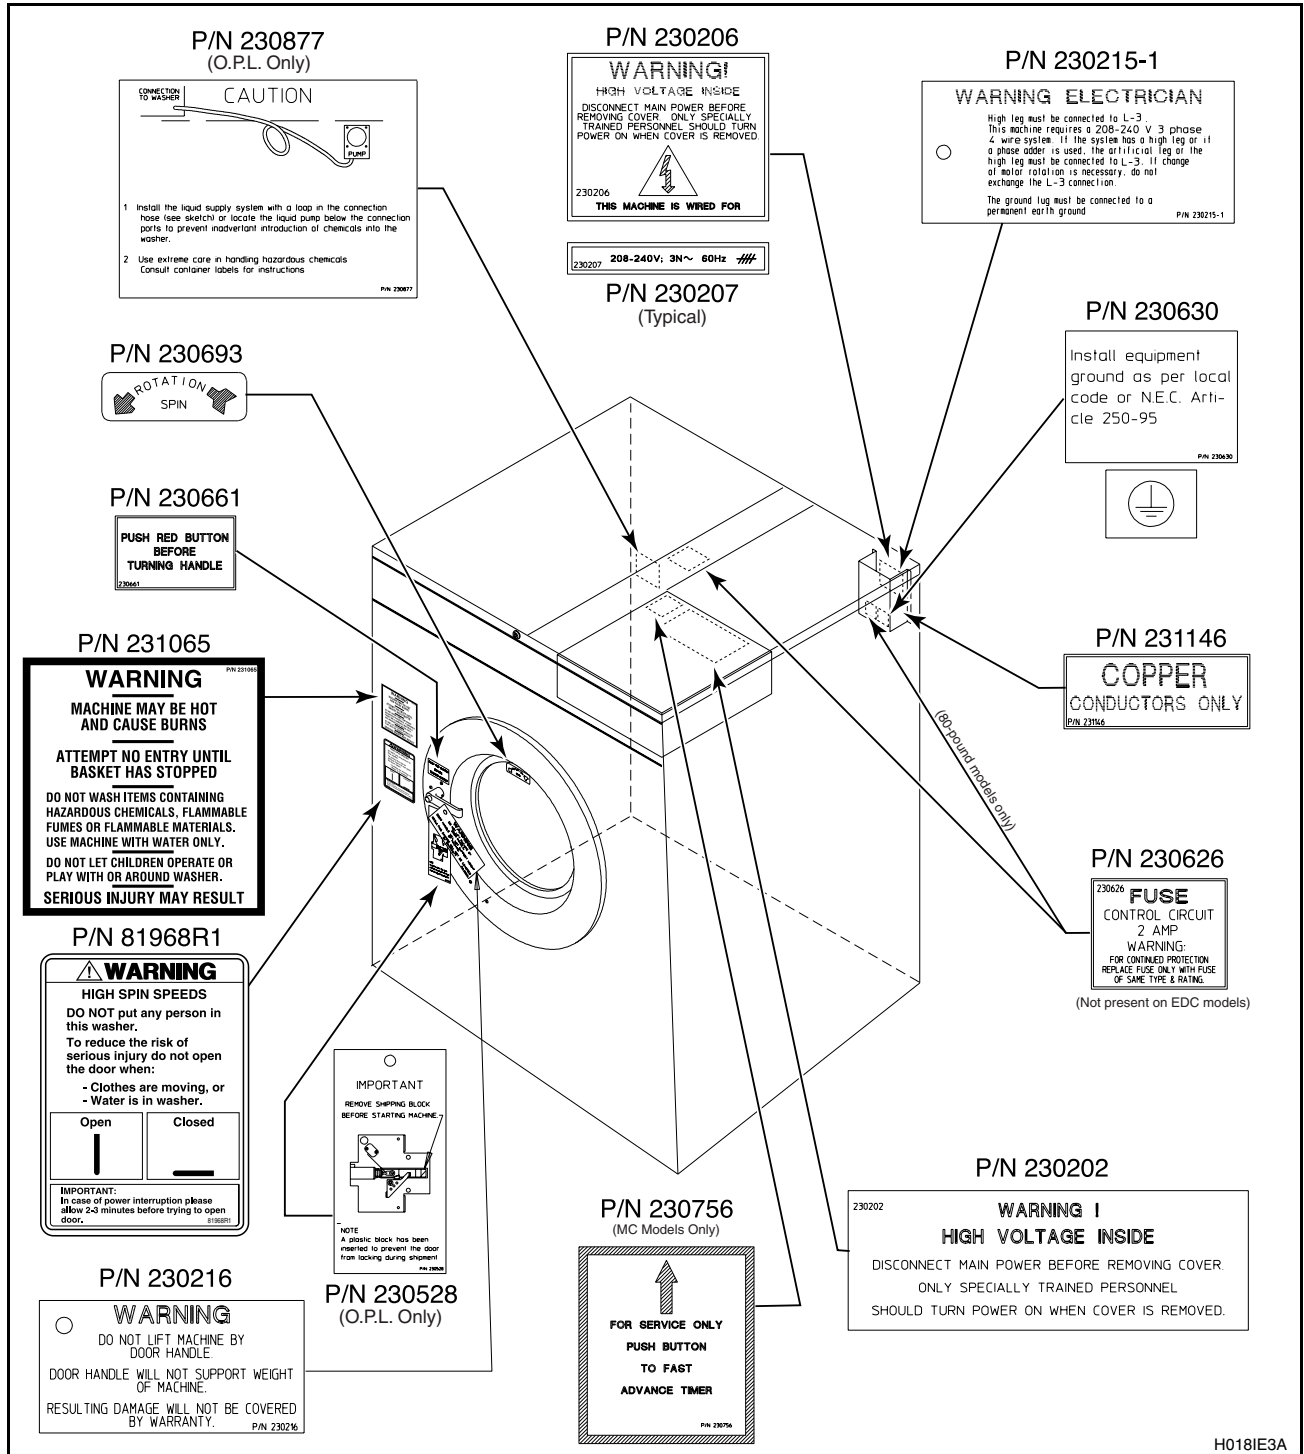 P/N 230877
(O.P.L. Only)
CONNECTION
TO WASHER
CAUTION
PUMP
1 Install the liquid supply system with a loop in the connection
hose (see sketch) or locate the liquid pump below the connection
ports to prevent inadvertant introduction of chemicals into the
washer.
2 Use extreme care in handling hazardous chemicals
Consult container labels for instructions
P/N 230877
P/N 230206
WARNING!
HIGH VOLTAGE INSIDE
DISCONNECT MAIN POWER BEFORE
REMOVING COVER. ONLY SPECIALLY
TRAINED PERSONNEL SHOULD TURN
POWER ON WHEN COVER IS REMOVED.
230206
THIS MACHINE IS WIRED FOR
230207 208-240V; 3N~ 60Hz
P/N 230207
(Typical)
P/N 230215-1
WARNING ELECTRICIAN
High leg must be connected to L-3 .
This machine requires a 208-240 V 3 phase
4 wire system. If the system has a high leg or if
a phase adder is used, the artificial leg or the
high leg must be connected to L-3. If change
of motor rotation is necessary, do not
exchange the L-3 connection.
The ground lug must be connected to a
permanent earth ground
P/N 230215-1
P/N 230630
Install equipment
ground as per local
code or N.E.C. Arti-
cle 250-95
P/N 230630
P/N 230693
ROTATION
SPIN
P/N 230661
PUSH RED BUTTON
BEFORE
TURNING HANDLE
230661
P/N 231065
P/N 231065
WARNING
MACHINE MAY BE HOT
AND CAUSE BURNS
ATTEMPT NO ENTRY UNTIL
BASKET HAS STOPPED
DO NOT WASH ITEMS CONTAINING
HAZARDOUS CHEMICALS, FLAMMABLE
FUMES OR FLAMMABLE MATERIALS.
USE MACHINE WITH WATER ONLY.
DO NOT LET CHILDREN OPERATE OR
PLAY WITH OR AROUND WASHER.
SERIOUS INJURY MAY RESULT
P/N 231146
COPPER
CONDUCTORS ONLY
P/N 231146
(80-pound models only)
P/N 230626
230626 FUSE
CONTROL CIRCUIT
2 AMP
WARNING:
FOR CONTINUED PROTECTION
REPLACE FUSE ONLY WITH FUSE
OF SAME TYPE & RATING.
(Not present on EDC models)
P/N 81968R1
WARNING
HIGH SPIN SPEEDS
DO NOT put any person in
this washer.
To reduce the risk of
serious injury do not open
the door when:
- Clothes are moving, or
- Water is in washer.
Open Closed
IMPORTANT:
In case of power interruption please
allow 2-3 minutes before trying to open
door. 81968R1
IMPORTANT
REMOVE SHIPPING BLOCK
BEFORE STARTING MACHINE.
NOTE
A plastic block has been
inserted to prevent the door
from locking during shipment
P/N 230528
P/N 230528
(O.P.L. Only)
P/N 230216
WARNING
DO NOT LIFT MACHINE BY
DOOR HANDLE.
DOOR HANDLE WILL NOT SUPPORT WEIGHT
OF MACHINE.
RESULTING DAMAGE WILL NOT BE COVERED
BY WARRANTY. P/N 230216
P/N 230756
(MC Models Only)
FOR SERVICE ONLY
PUSH BUTTON
TO FAST
ADVANCE TIMER
P/N 230756
P/N 230202
230202 WARNING !
HIGH VOLTAGE INSIDE
DISCONNECT MAIN POWER BEFORE REMOVING COVER.
ONLY SPECIALLY TRAINED PERSONNEL
SHOULD TURN POWER ON WHEN COVER IS REMOVED.
H018IE3A